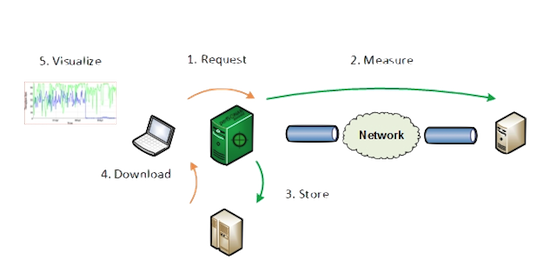 5. Visualize
1. Request
2. Measure
Network
4. Download
3. Store